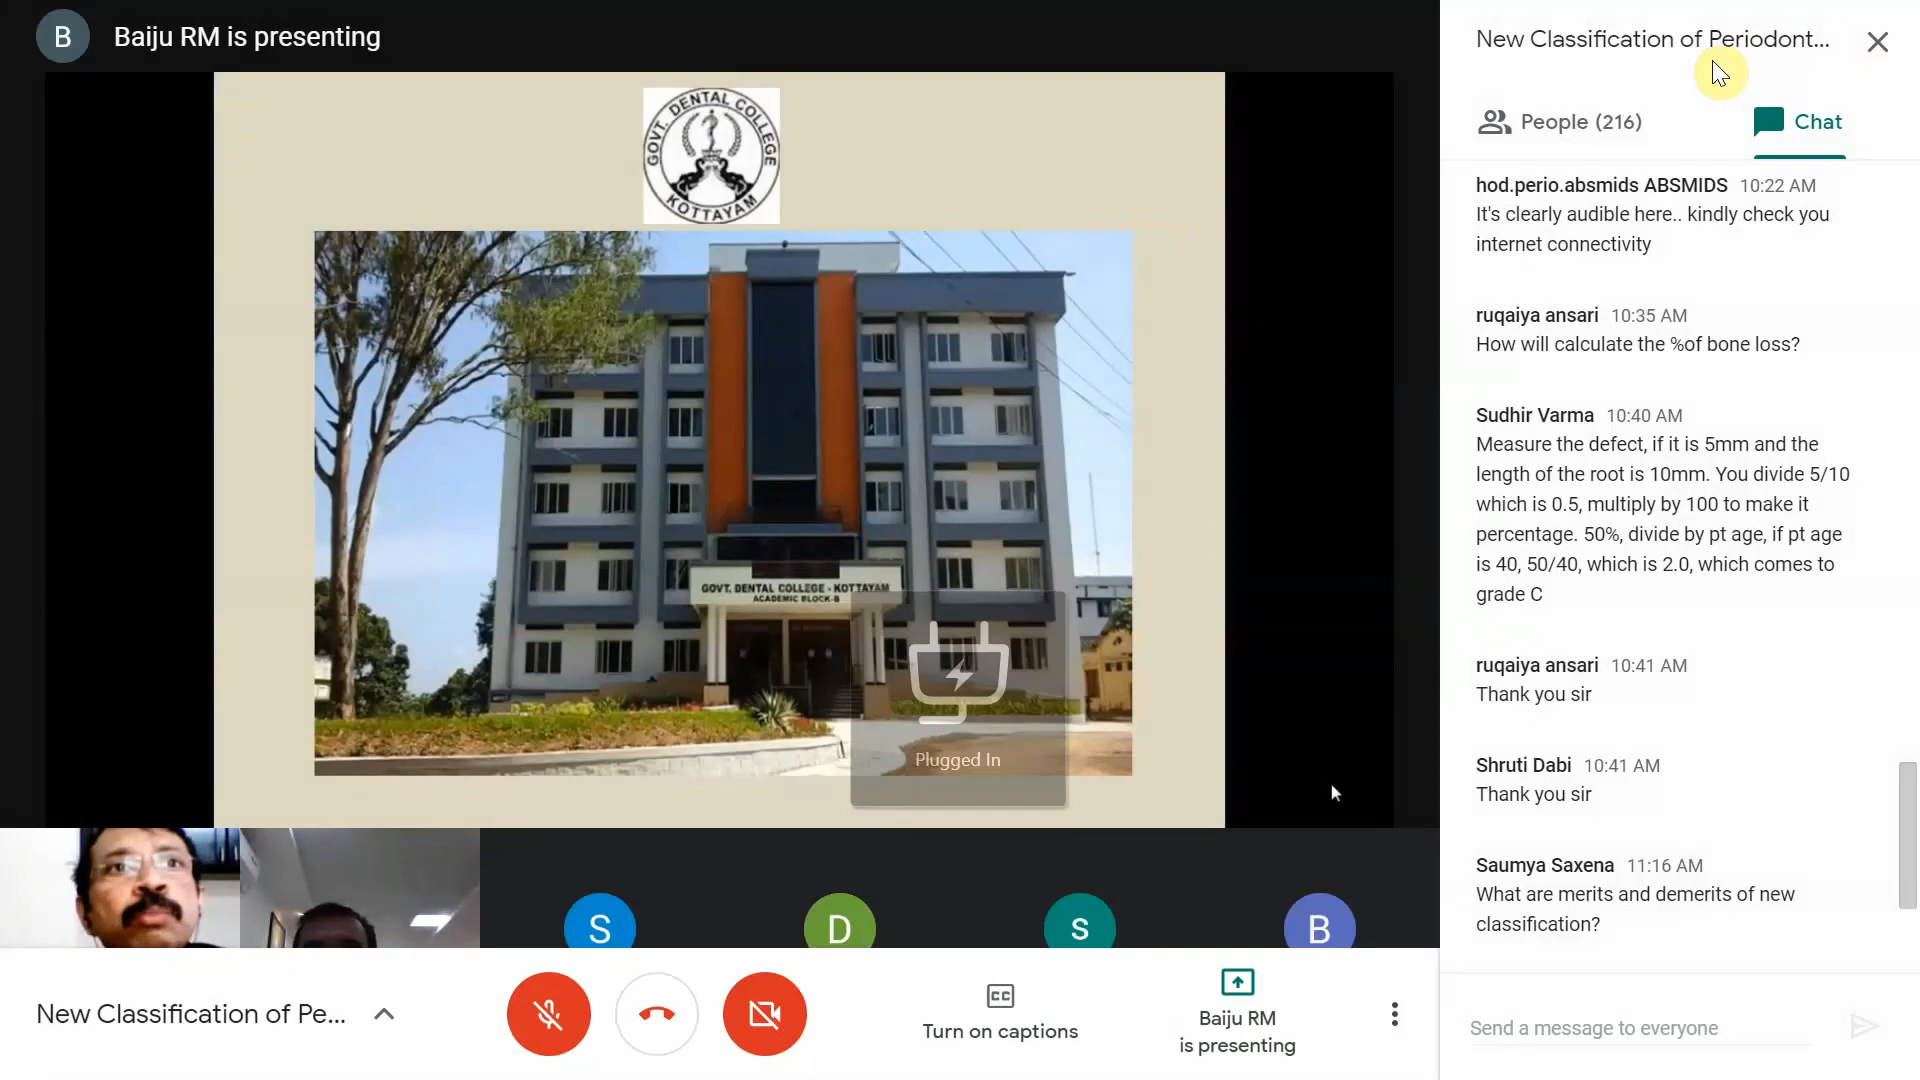 B
Baiju RM is presenting
GOVT. DENTAL COLLEGE
KOTTAYAM
GOVT. DENTAL COLLEGE - KOTTAYAM
ACADEMIC BLOCK-B
Plugged In
S
D
s
B
New Classification of Pe...
CC
Turn on captions
Baiju RM
is presenting
New Classification of Periodont...
People (216)
Chat
hod.perio.absmids ABSMIDS 10:22 AM
It's clearly audible here.. kindly check you
internet connectivity
ruqaiya ansari 10:35 AM
How will calculate the %of bone loss?
Sudhir Varma 10:40 AM
Measure the defect, if it is 5mm and the
length of the root is 10mm. You divide 5/10
which is 0.5, multiply by 100 to make it
percentage. 50%, divide by pt age, if pt age
is 40, 50/40, which is 2.0, which comes to
grade C
ruqaiya ansari 10:41 AM
Thank you sir
Shruti Dabi 10:41 AM
Thank you sir
Saumya Saxena 11:16 AM
What are merits and demerits of new
classification?
Send a message to everyone